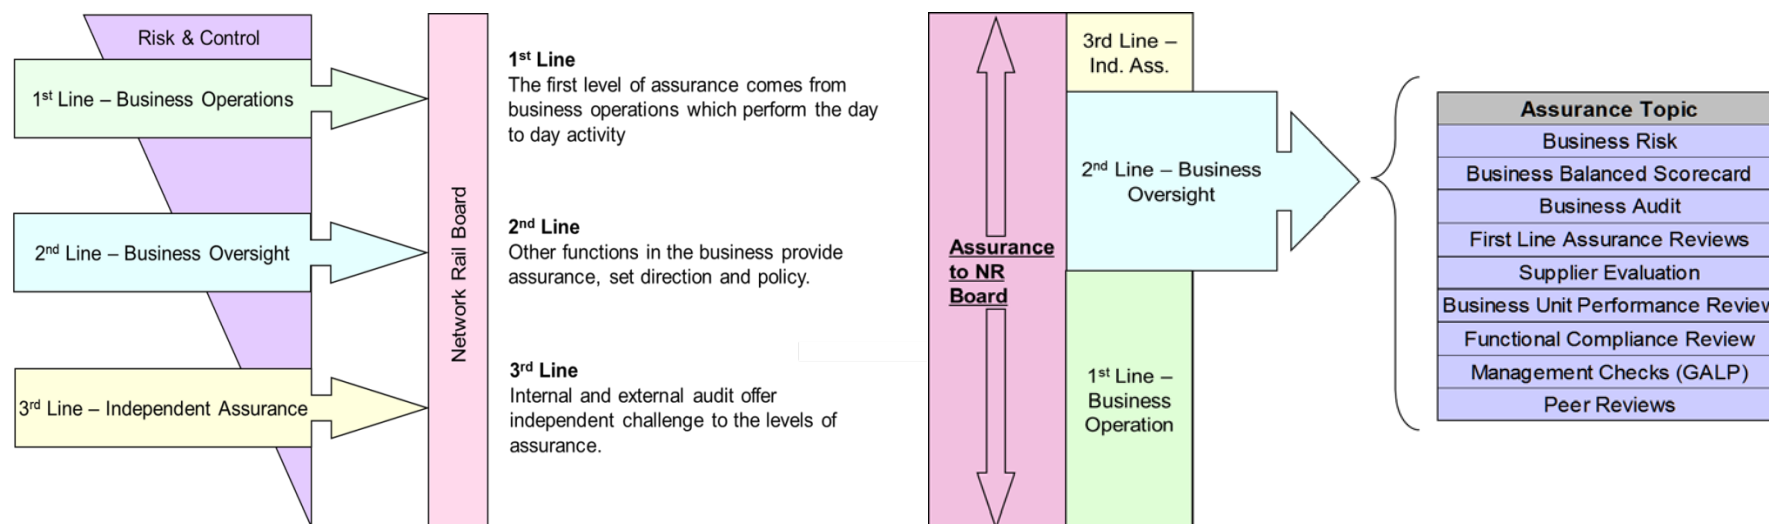 Risk & Control
1st Line – Business Operations
2nd Line – Business Oversight
3rd Line – Independent Assurance
Network Rail Board
1st Line
The first level of assurance comes from
business operations which perform the day
to day activity
2nd Line
Other functions in the business provide
assurance, set direction and policy.
3rd Line
Internal and external audit offer
independent challenge to the levels of
assurance.
Assurance
to NR
Board
3rd Line –
Ind. Ass.
2nd Line – Business
Oversight
1st Line –
Business
Operation
Assurance Topic
Business Risk
Business Balanced Scorecard
Business Audit
First Line Assurance Reviews
Supplier Evaluation
Business Unit Performance Review
Functional Compliance Review
Management Checks (GALP)
Peer Reviews